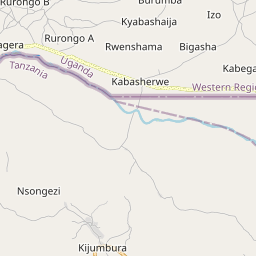 Rurongo B
Burumba
Izo
Kyabashaija
Rurongo A
agera
Rwenshama
Bigasha
Uganda
Tanzania
Kabasherwe
Kabega
Western Regi
Nsongezi
Kijumbura